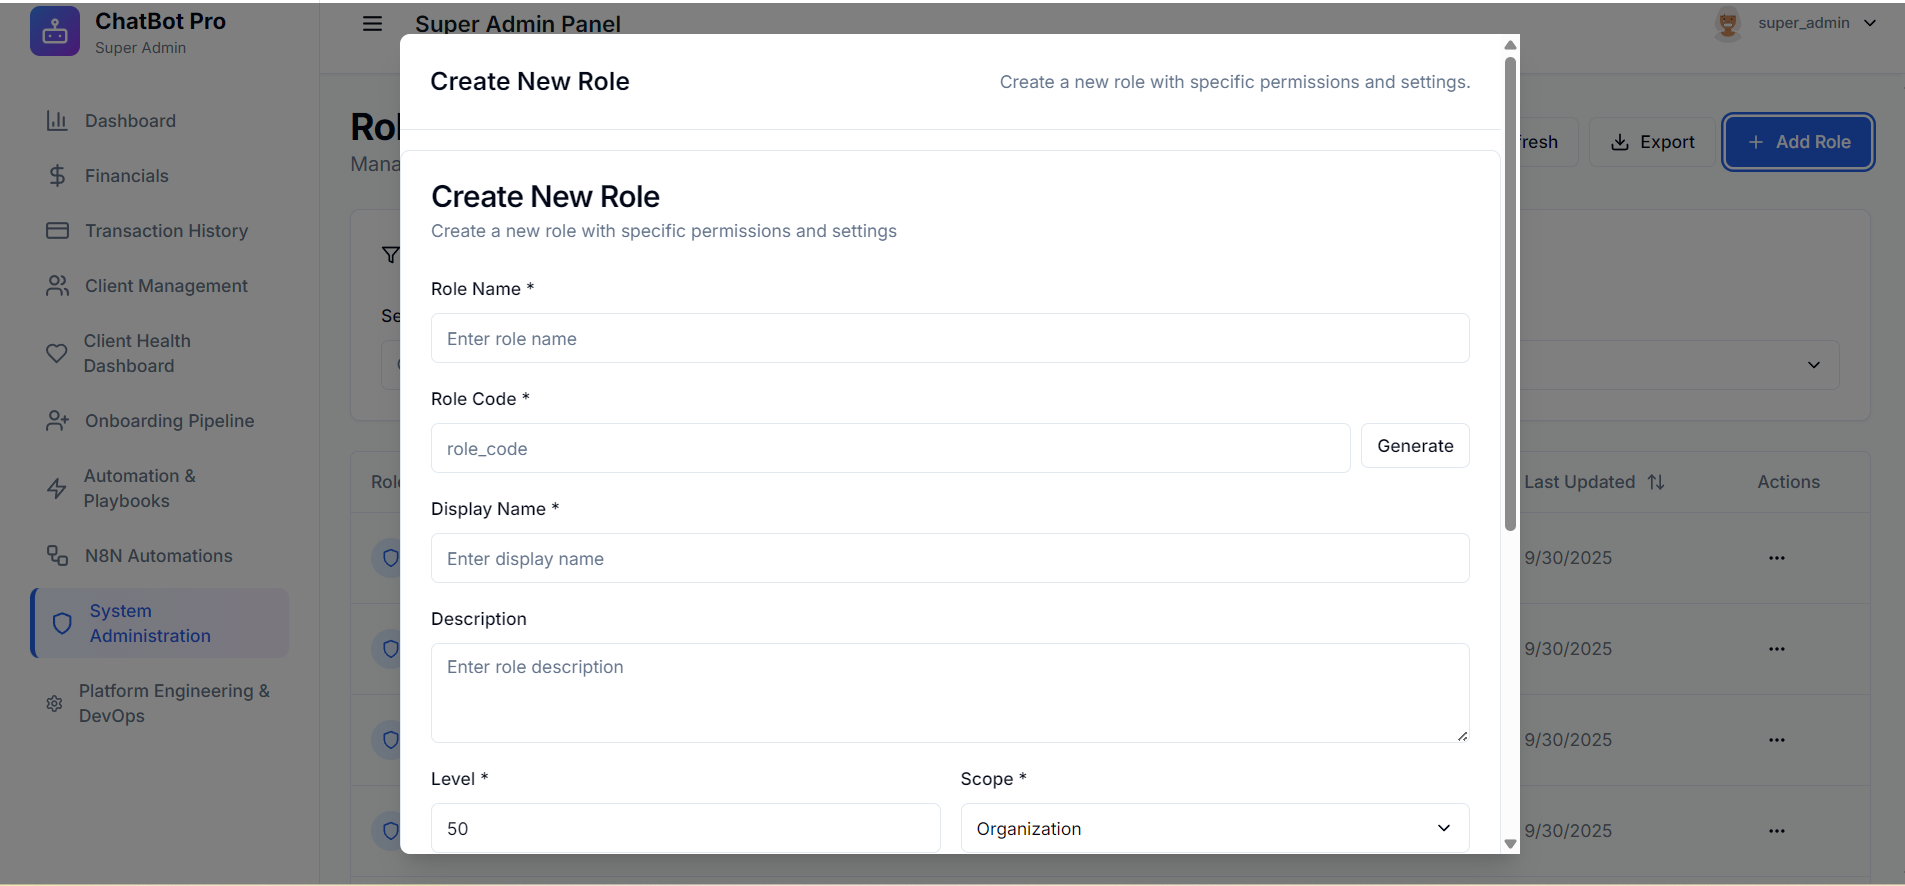 ChatBot Pro
Super Admin
Super Admin Panel
super_admin
Dashboard
Financials
Transaction History
Client Management
Client Health
Dashboard
Onboarding Pipeline
Automation &
Playbooks
N8N Automations
System
Administration
Platform Engineering &
DevOps
Rol
Mana
fresh
Export
+ Add Role
Se
Role
Last Updated
Actions
9/30/2025
9/30/2025
9/30/2025
9/30/2025
Create New Role
Create a new role with specific permissions and settings.
Create New Role
Create a new role with specific permissions and settings
Role Name *
Enter role name
Role Code *
role_code
Generate
Display Name *
Enter display name
Description
Enter role description
Level *
Scope *
50
Organization